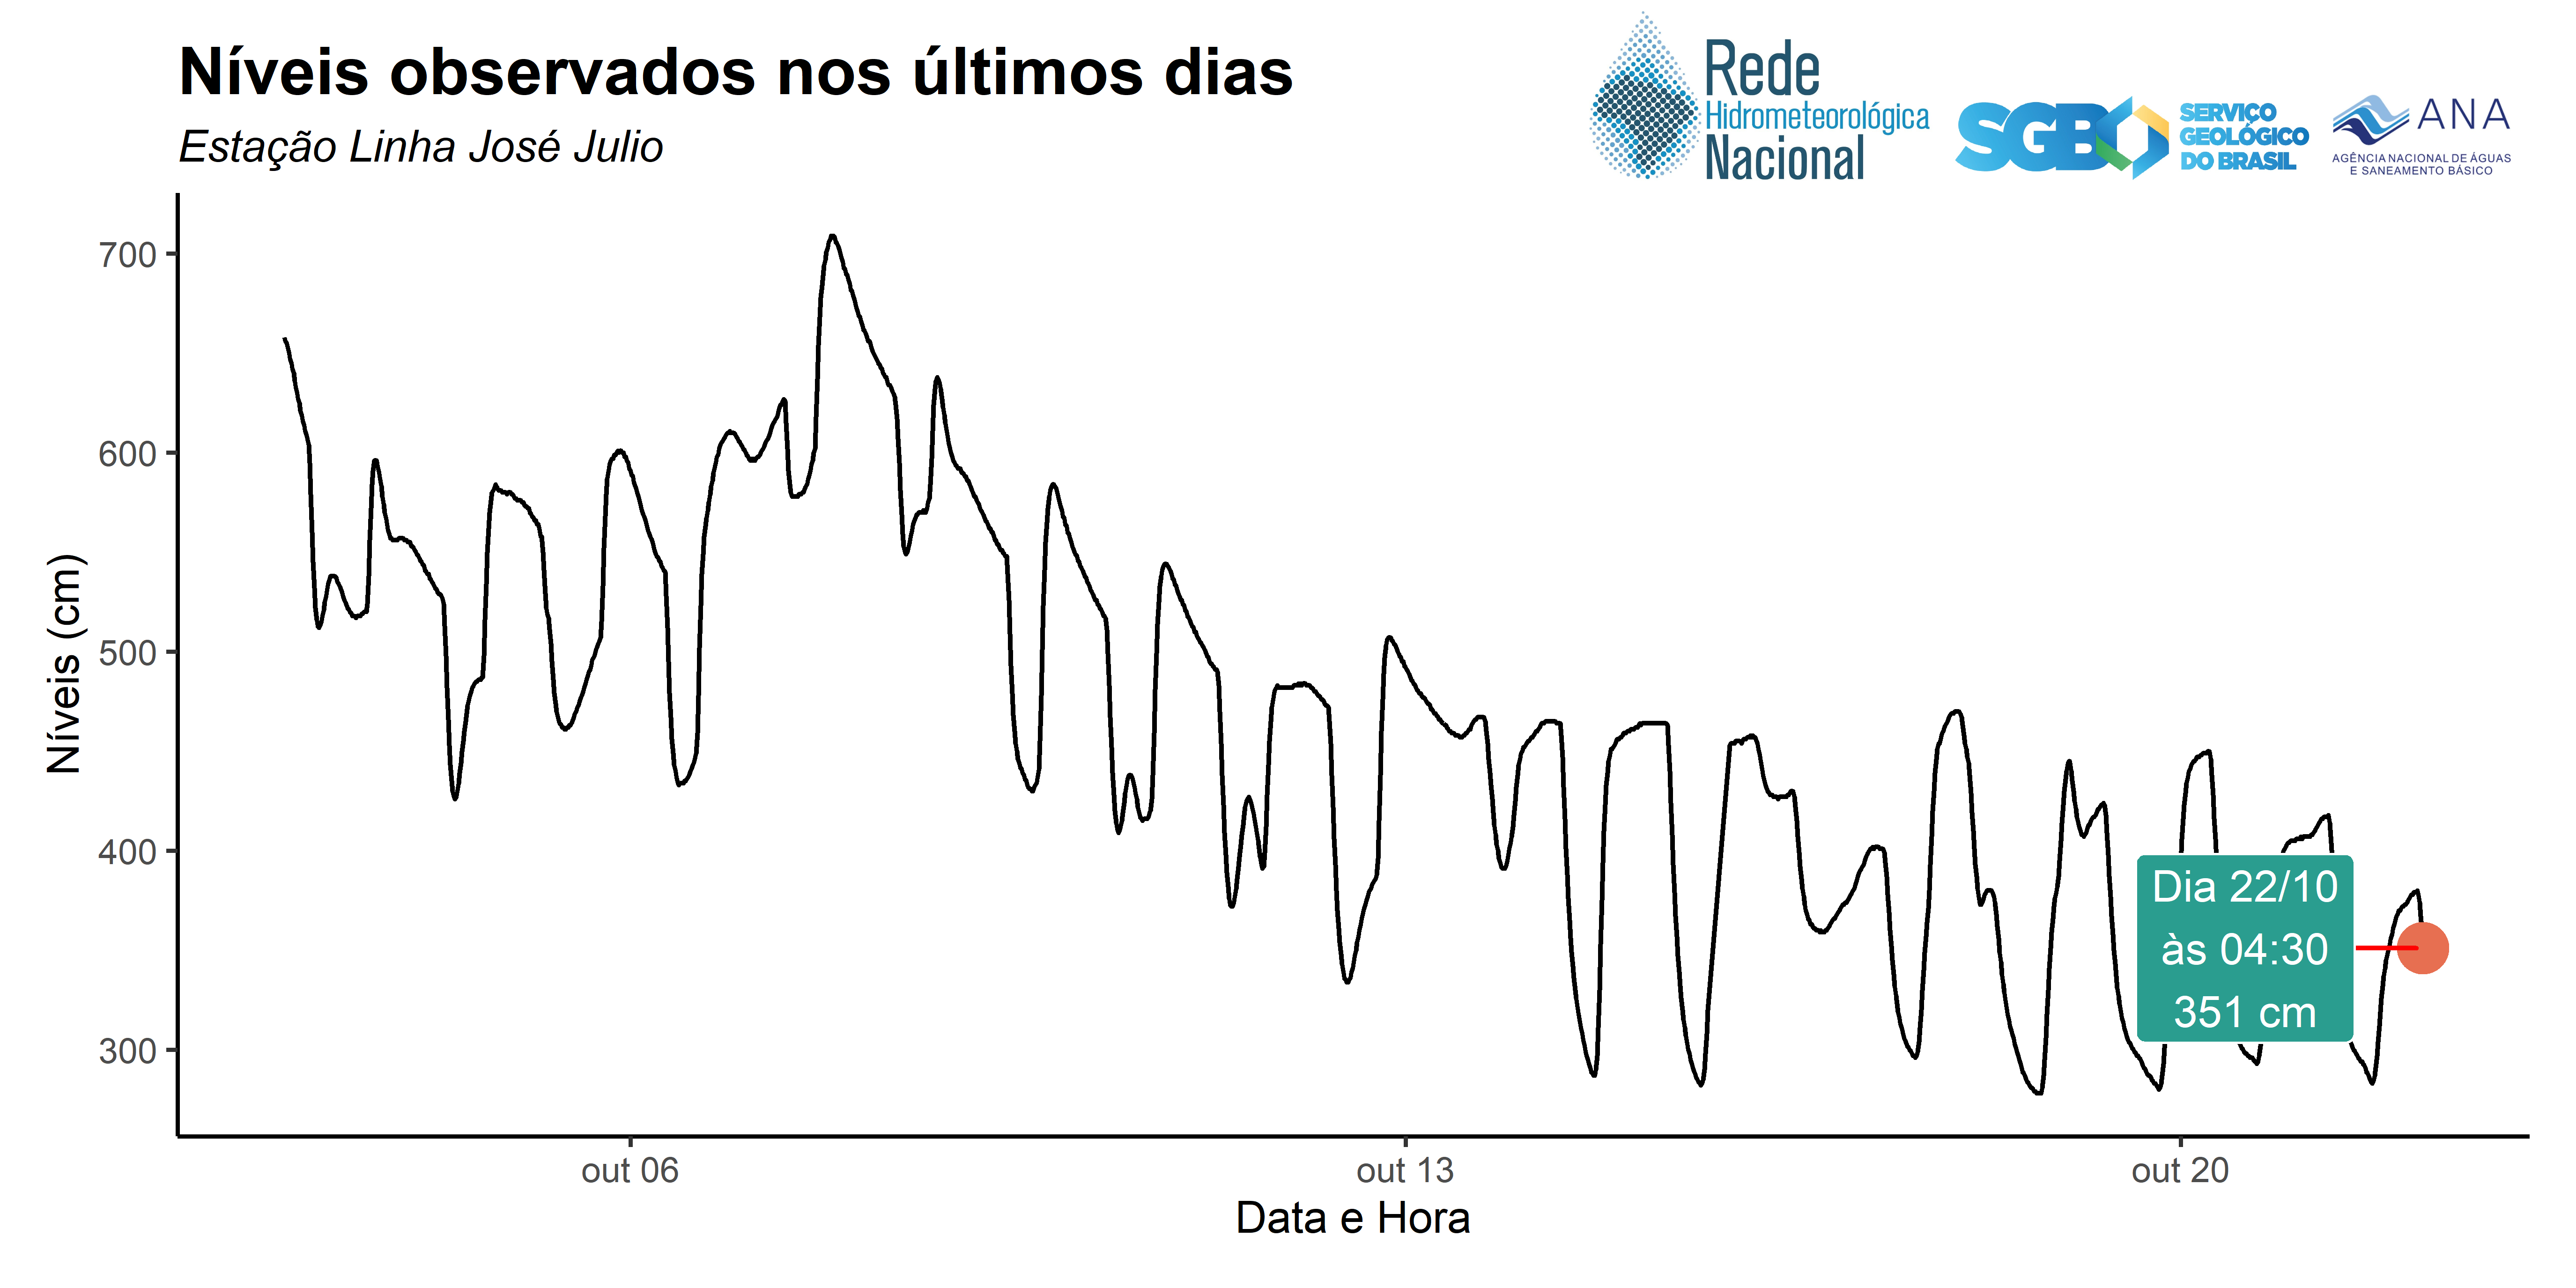 Níveis observados nos últimos dias
Estação Linha José Julio
Rede
Hidrometeorológica
Nacional
SGB
SERVIÇO
GEOLÓGICO
DO BRASIL
ANA
AGÊNCIA NACIONAL DE ÁGUAS
E SANEAMENTO BÁSICO
Níveis (cm)
700
600
500
400
300
Dia 22/10
às 04:30
351 cm
out 06
out 13
out 20
Data e Hora